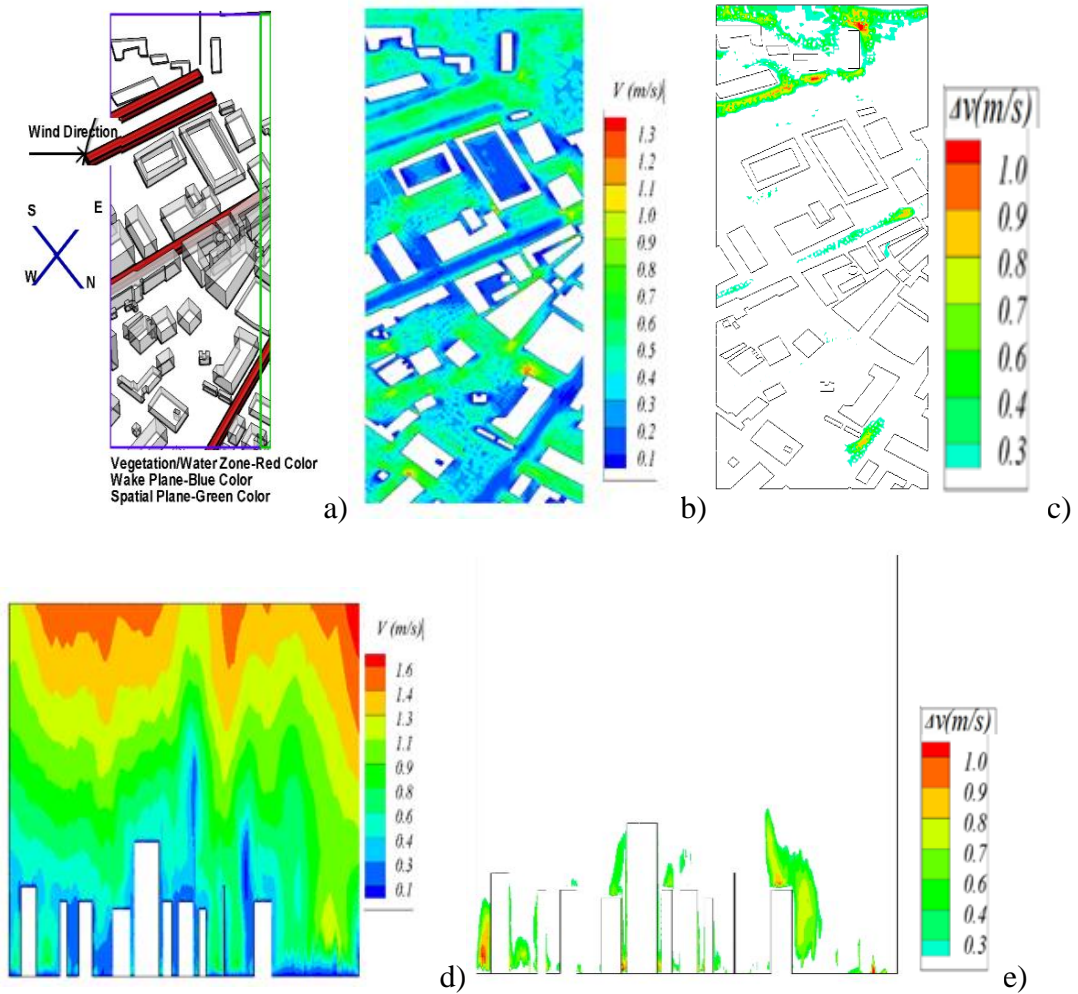 Wind Direction
S
E
W
N
Vegetation/Water Zone-Red Color
Wake Plane-Blue Color
Spatial Plane-Green Color
a)
V (m/s)
1.3
1.2
1.1
1.0
0.9
0.8
0.7
0.6
0.5
0.4
0.3
0.2
0.1
b)
Δv(m/s)
1.0
0.9
0.8
0.7
0.6
0.4
0.3
c)
V (m/s)
1.6
1.4
1.3
1.1
0.9
0.8
0.6
0.4
0.3
0.1
d)
Δv(m/s)
1.0
0.9
0.8
0.7
0.6
0.4
0.3
e)